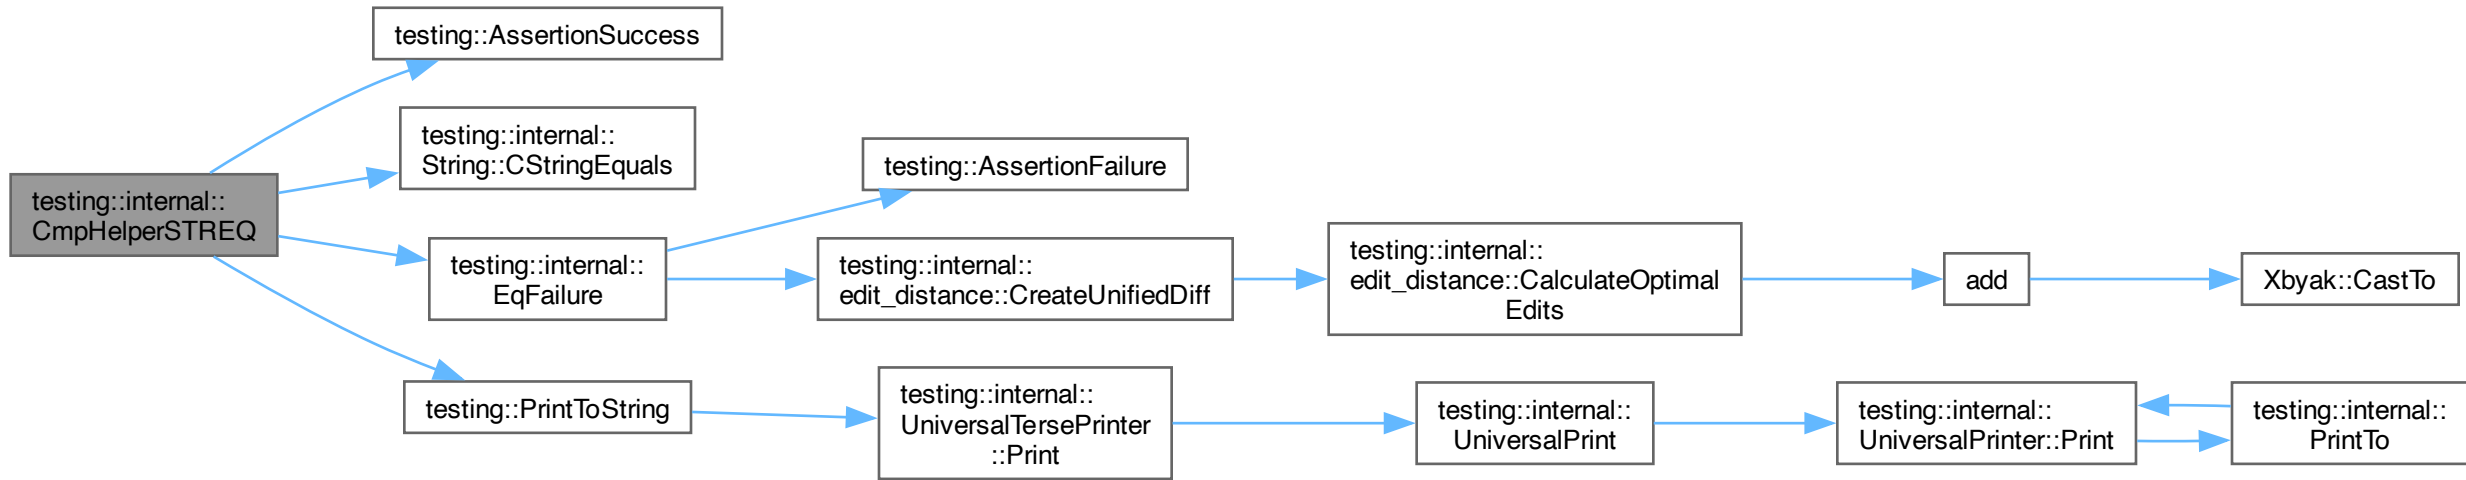 testing::AssertionSuccess
testing::internal::
String::CStringEquals
testing::internal::
CmpHelperSTREQ
testing::AssertionFailure
testing::internal::
EqFailure
testing::internal::
edit_distance::CreateUnifiedDiff
testing::internal::
edit_distance::CalculateOptimal
Edits
add
Xbyak::CastTo
testing::PrintToString
testing::internal::
UniversalTersePrinter
::Print
testing::internal::
UniversalPrint
testing::internal::
UniversalPrinter::Print
testing::internal::
PrintTo